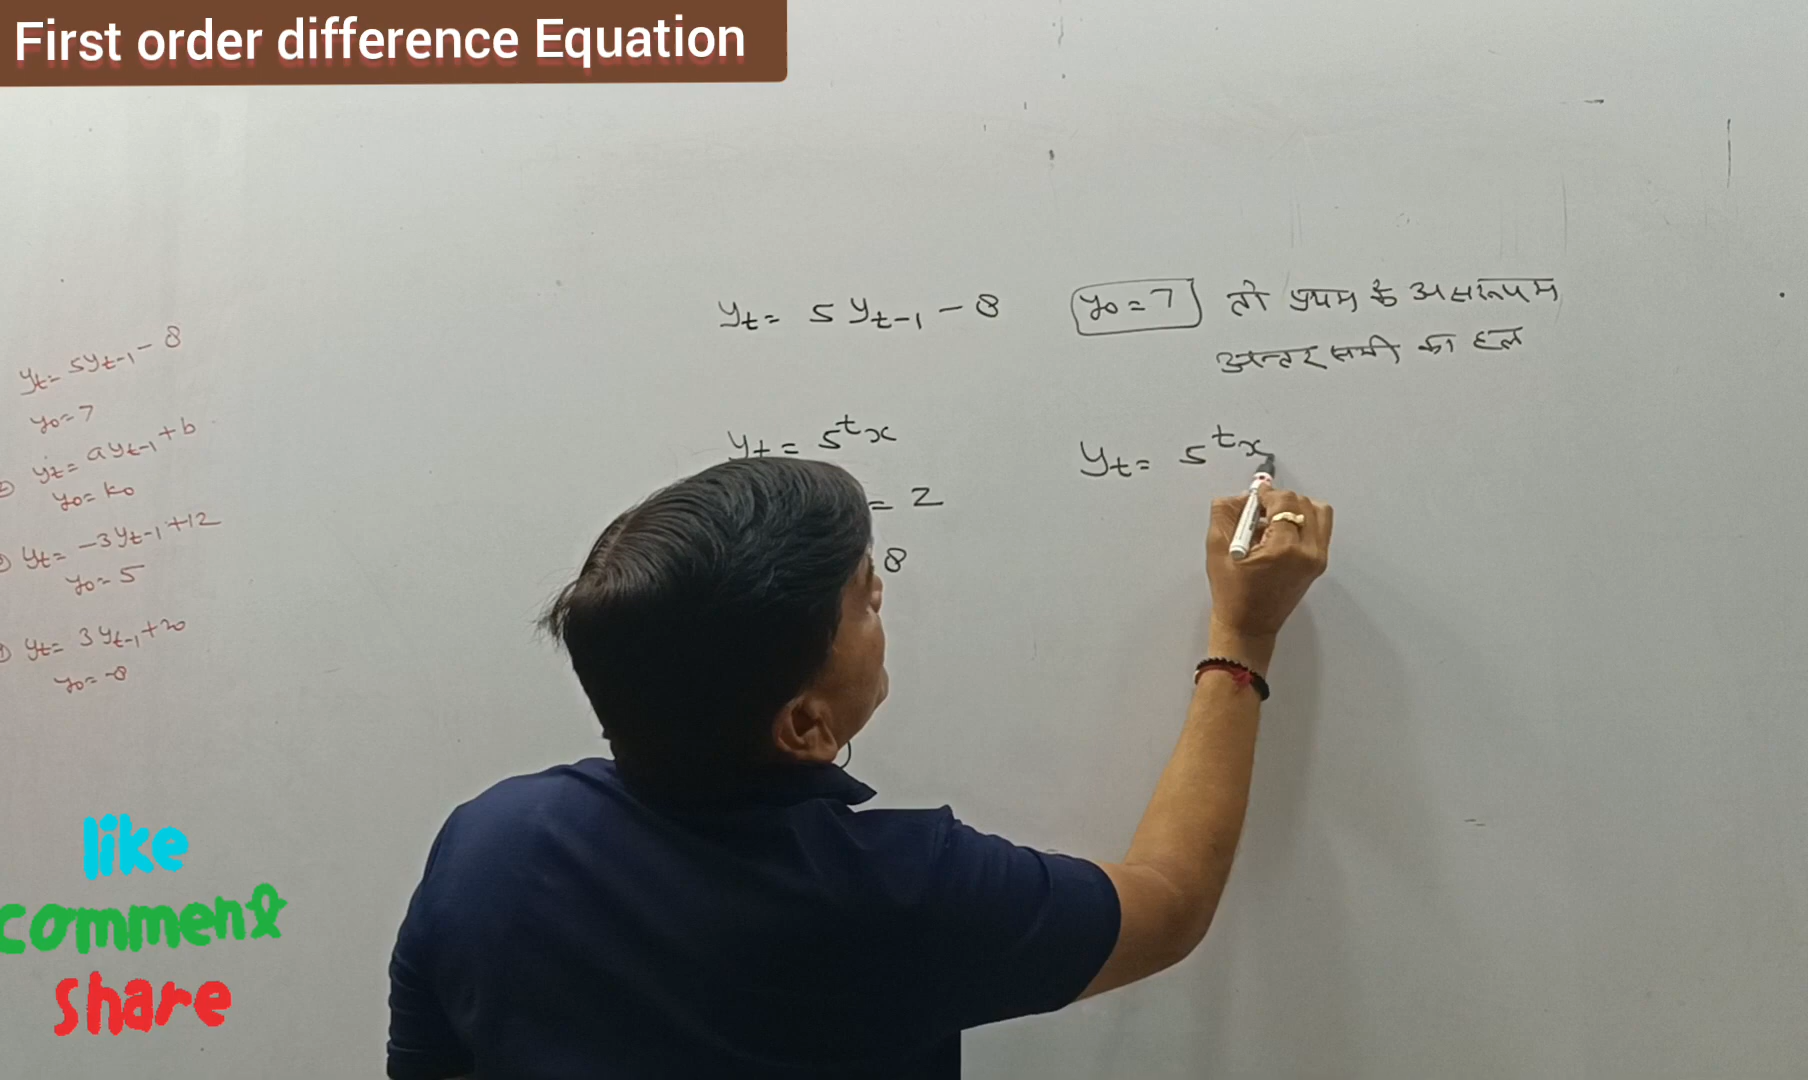 First order difference Equation
yt = 5yt-1 - 8 y0 = 7 तो प्रथम के असमघात
अन्तर समी का हल
yt = 5^t x
yt = 5^t x
= 2
8
yt = 5yt-1 - 8
y0 = 7
yt = ayt-1 + b
y0 = k0
yt = -3yt-1 + 12
y0 = 5
yt = 3yt-1 + 20
y0 = -8
like
comment
share